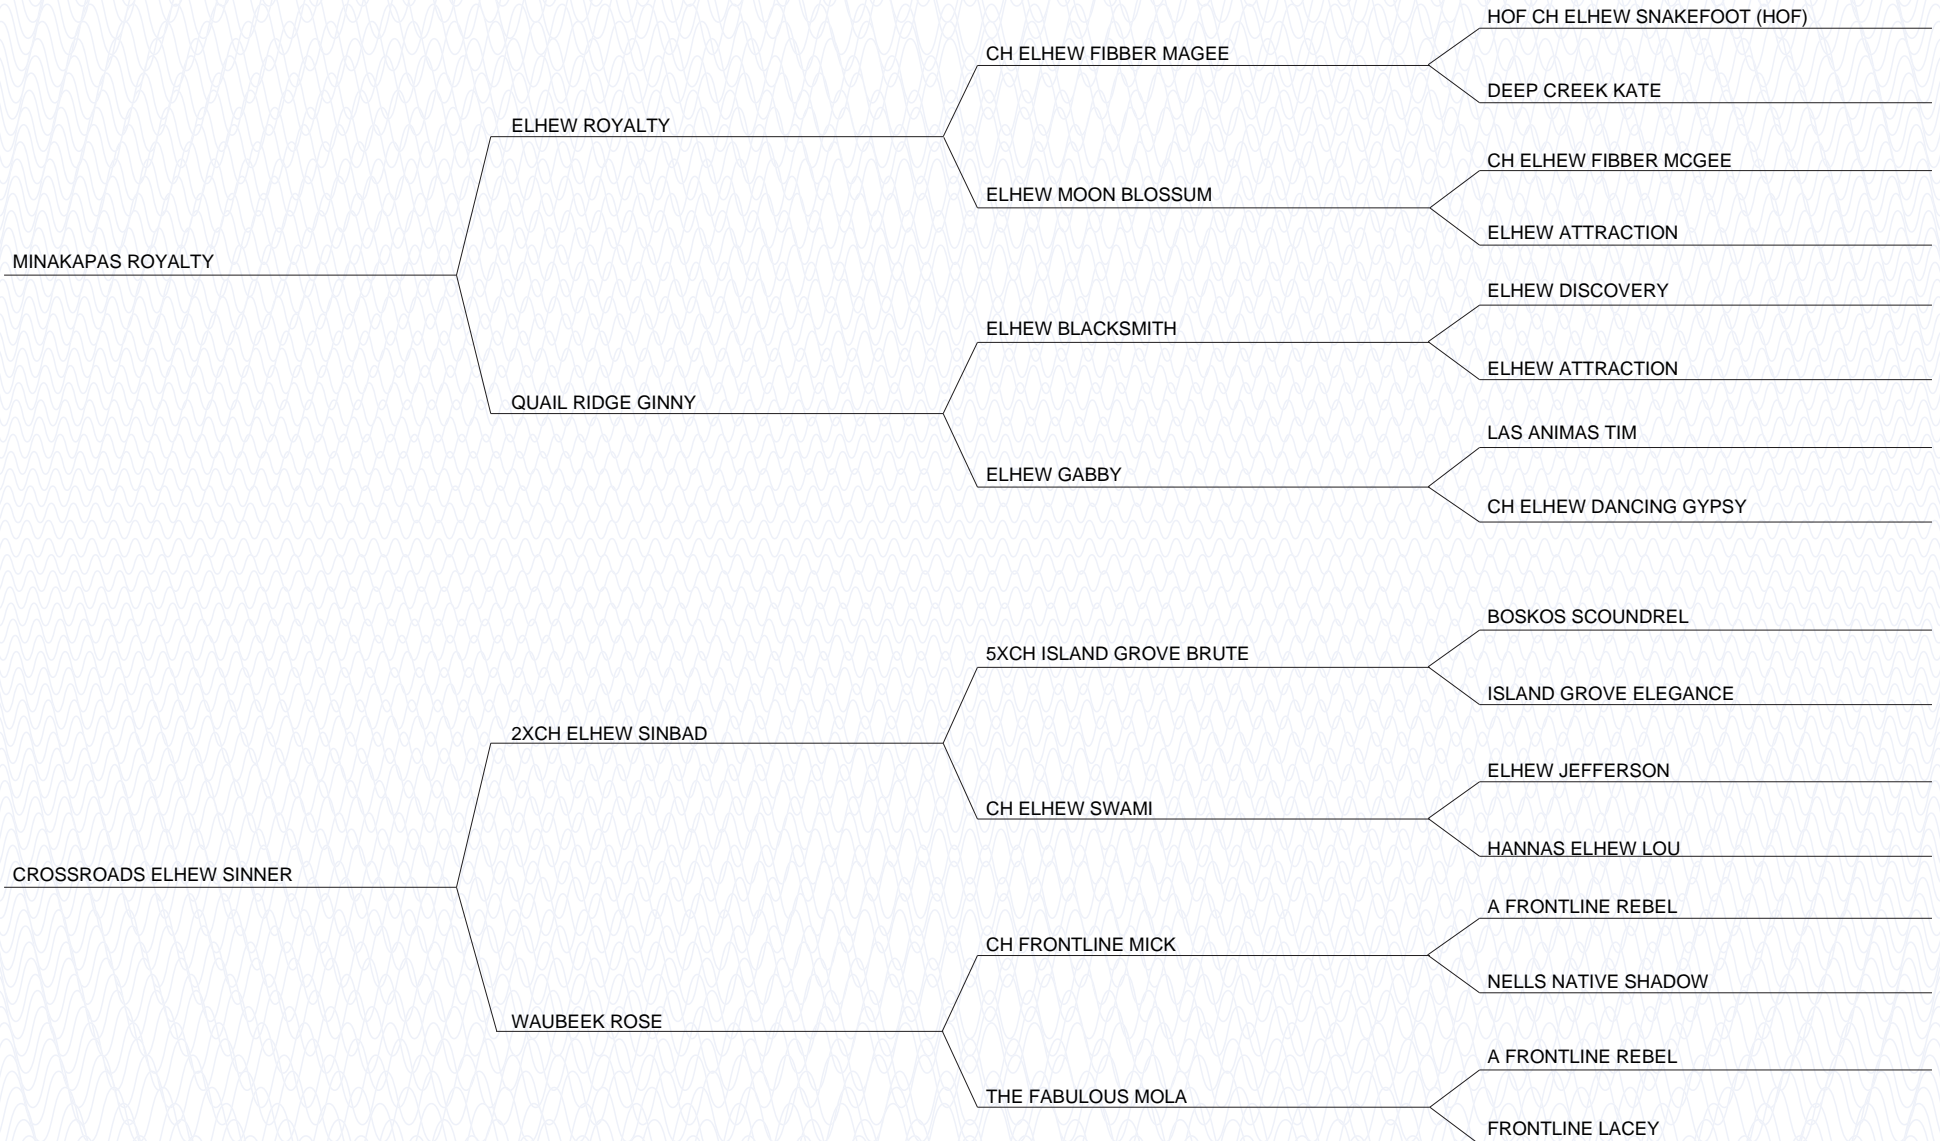 HOF CH ELHEW SNAKEFOOT (HOF)
CH ELHEW FIBBER MAGEE
DEEP CREEK KATE
ELHEW ROYALTY
CH ELHEW FIBBER MCGEE
ELHEW MOON BLOSSUM
ELHEW ATTRACTION
MINAKAPAS ROYALTY
ELHEW DISCOVERY
ELHEW BLACKSMITH
ELHEW ATTRACTION
QUAIL RIDGE GINNY
LAS ANIMAS TIM
ELHEW GABBY
CH ELHEW DANCING GYPSY
BOSKOS SCOUNDREL
5XCH ISLAND GROVE BRUTE
ISLAND GROVE ELEGANCE
2XCH ELHEW SINBAD
ELHEW JEFFERSON
CH ELHEW SWAMI
HANNAS ELHEW LOU
CROSSROADS ELHEW SINNER
A FRONTLINE REBEL
CH FRONTLINE MICK
NELLS NATIVE SHADOW
WAUBEEK ROSE
A FRONTLINE REBEL
THE FABULOUS MOLA
FRONTLINE LACEY